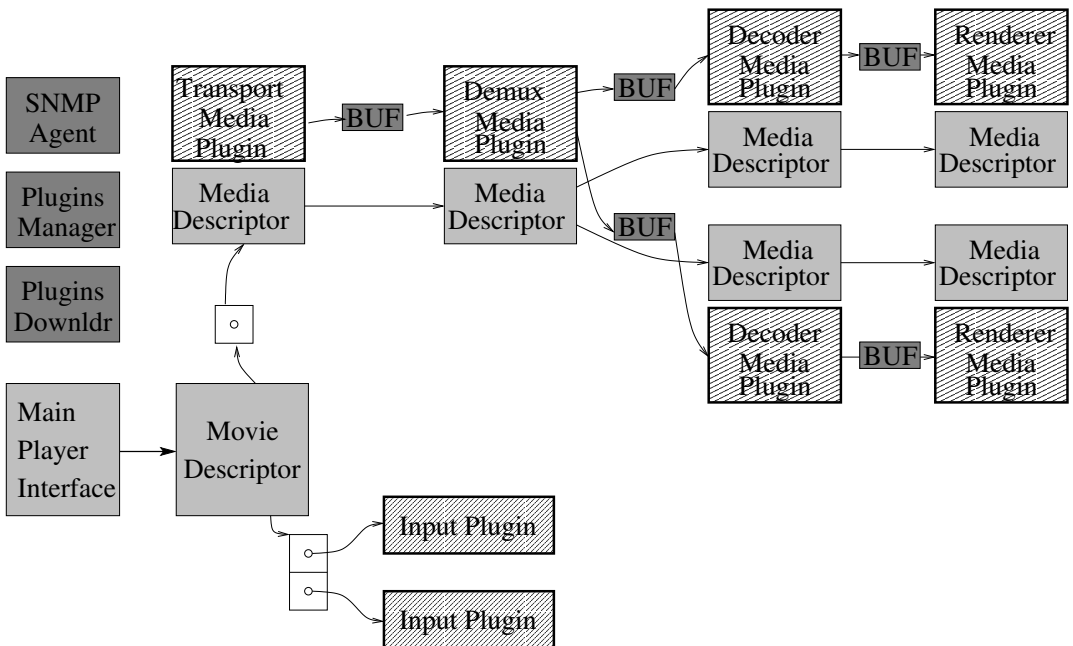 SNMP
Agent
Plugins
Manager
Plugins
Downldr
Main
Player
Interface
Movie
Descriptor
Transport
Media
Plugin
Media
Descriptor
BUF
Demux
Media
Plugin
Media
Descriptor
BUF
BUF
Decoder
Media
Plugin
Media
Descriptor
BUF
Renderer
Media
Plugin
Media
Descriptor
Media
Descriptor
Decoder
Media
Plugin
BUF
Media
Descriptor
Renderer
Media
Plugin
Input Plugin
Input Plugin